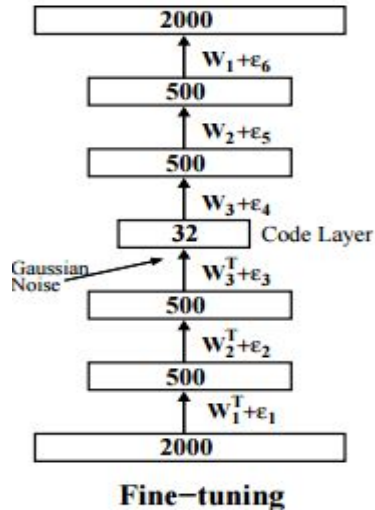 2000
W₁+ε₆
500
W₂+ε₅
500
W₃+ε₄
32
Code Layer
Gaussian
Noise
W₃ᵀ+ε₃
500
W₂ᵀ+ε₂
500
W₁ᵀ+ε₁
2000
Fine−tuning